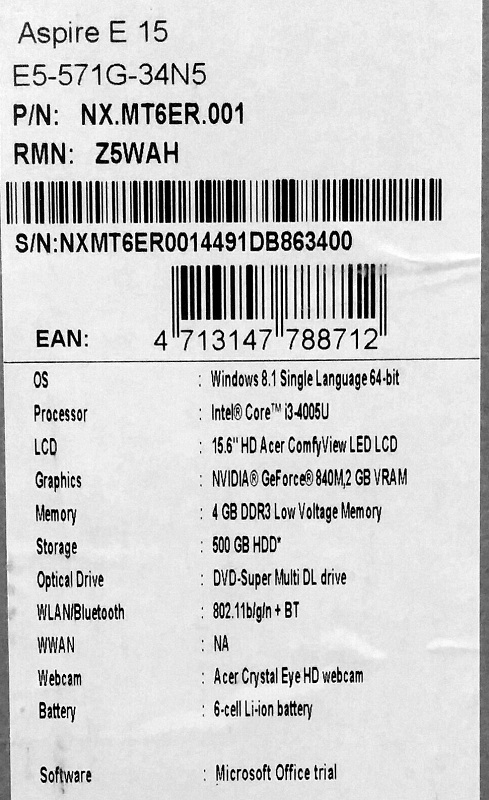 Aspire E 15
E5-571G-34N5
P/N: NX.MT6ER.001
RMN: Z5WAH
S/N:NXMT6ER0014491DB863400
EAN: 4 713147 788712
OS : Windows 8.1 Single Language 64-bit
Processor : Intel® Core™ i3-4005U
LCD : 15.6" HD Acer ComfyView LED LCD
Graphics : NVIDIA® GeForce® 840M,2 GB VRAM
Memory : 4 GB DDR3 Low Voltage Memory
Storage : 500 GB HDD*
Optical Drive : DVD-Super Multi DL drive
WLAN/Bluetooth : 802.11b/g/n + BT
WWAN : NA
Webcam : Acer Crystal Eye HD webcam
Battery : 6-cell Li-ion battery
Software : Microsoft Office trial